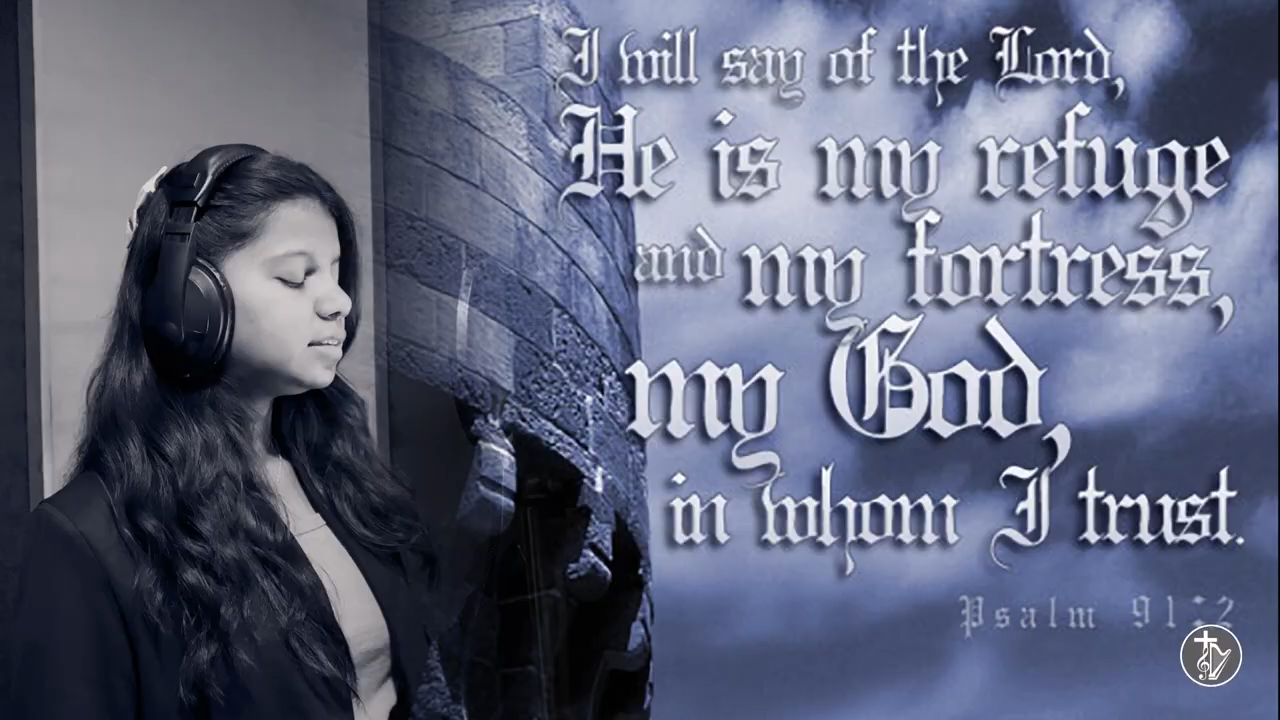 I will say of the Lord,
He is my refuge
and my fortress,
my God,
in whom I trust.
Psalm 91:2